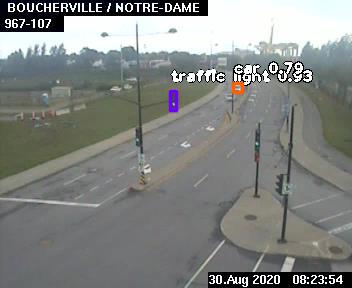 BOUCHERVILLE / NOTRE-DAME
967-107
car 0.79
traffic light 0.93
30.Aug 2020 08:23:54